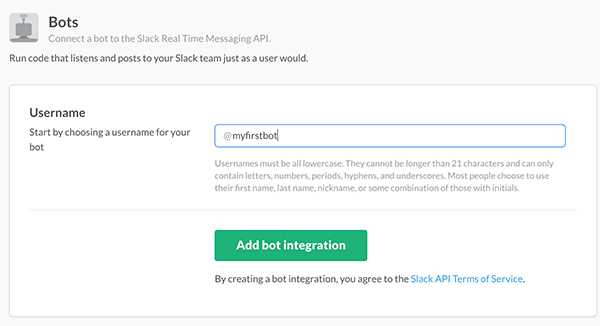 Bots
Connect a bot to the Slack Real Time Messaging API.
Run code that listens and posts to your Slack team just as a user would.
Username
Start by choosing a username for your
bot
@myfirstbot
Usernames must be all lowercase. They cannot be longer than 21 characters and can only
contain letters, numbers, periods, hyphens, and underscores. Most people choose to use
their first name, last name, nickname, or some combination of those with initials.
Add bot integration
By creating a bot integration, you agree to the Slack API Terms of Service.